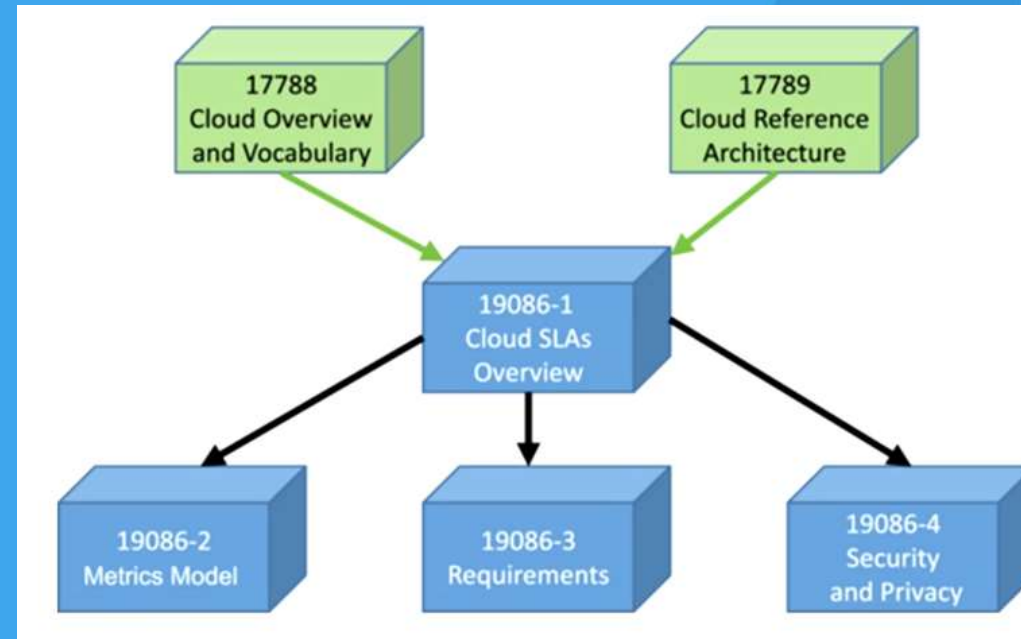 17788
Cloud Overview
and Vocabulary
17789
Cloud Reference
Architecture
19086-1
Cloud SLAs
Overview
19086-2
Metrics Model
19086-3
Requirements
19086-4
Security
and Privacy